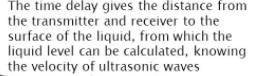 The time delay gives the distance from
the transmitter and receiver to the
surface of the liquid, from which the
liquid level can be calculated, knowing
the velocity of ultrasonic waves